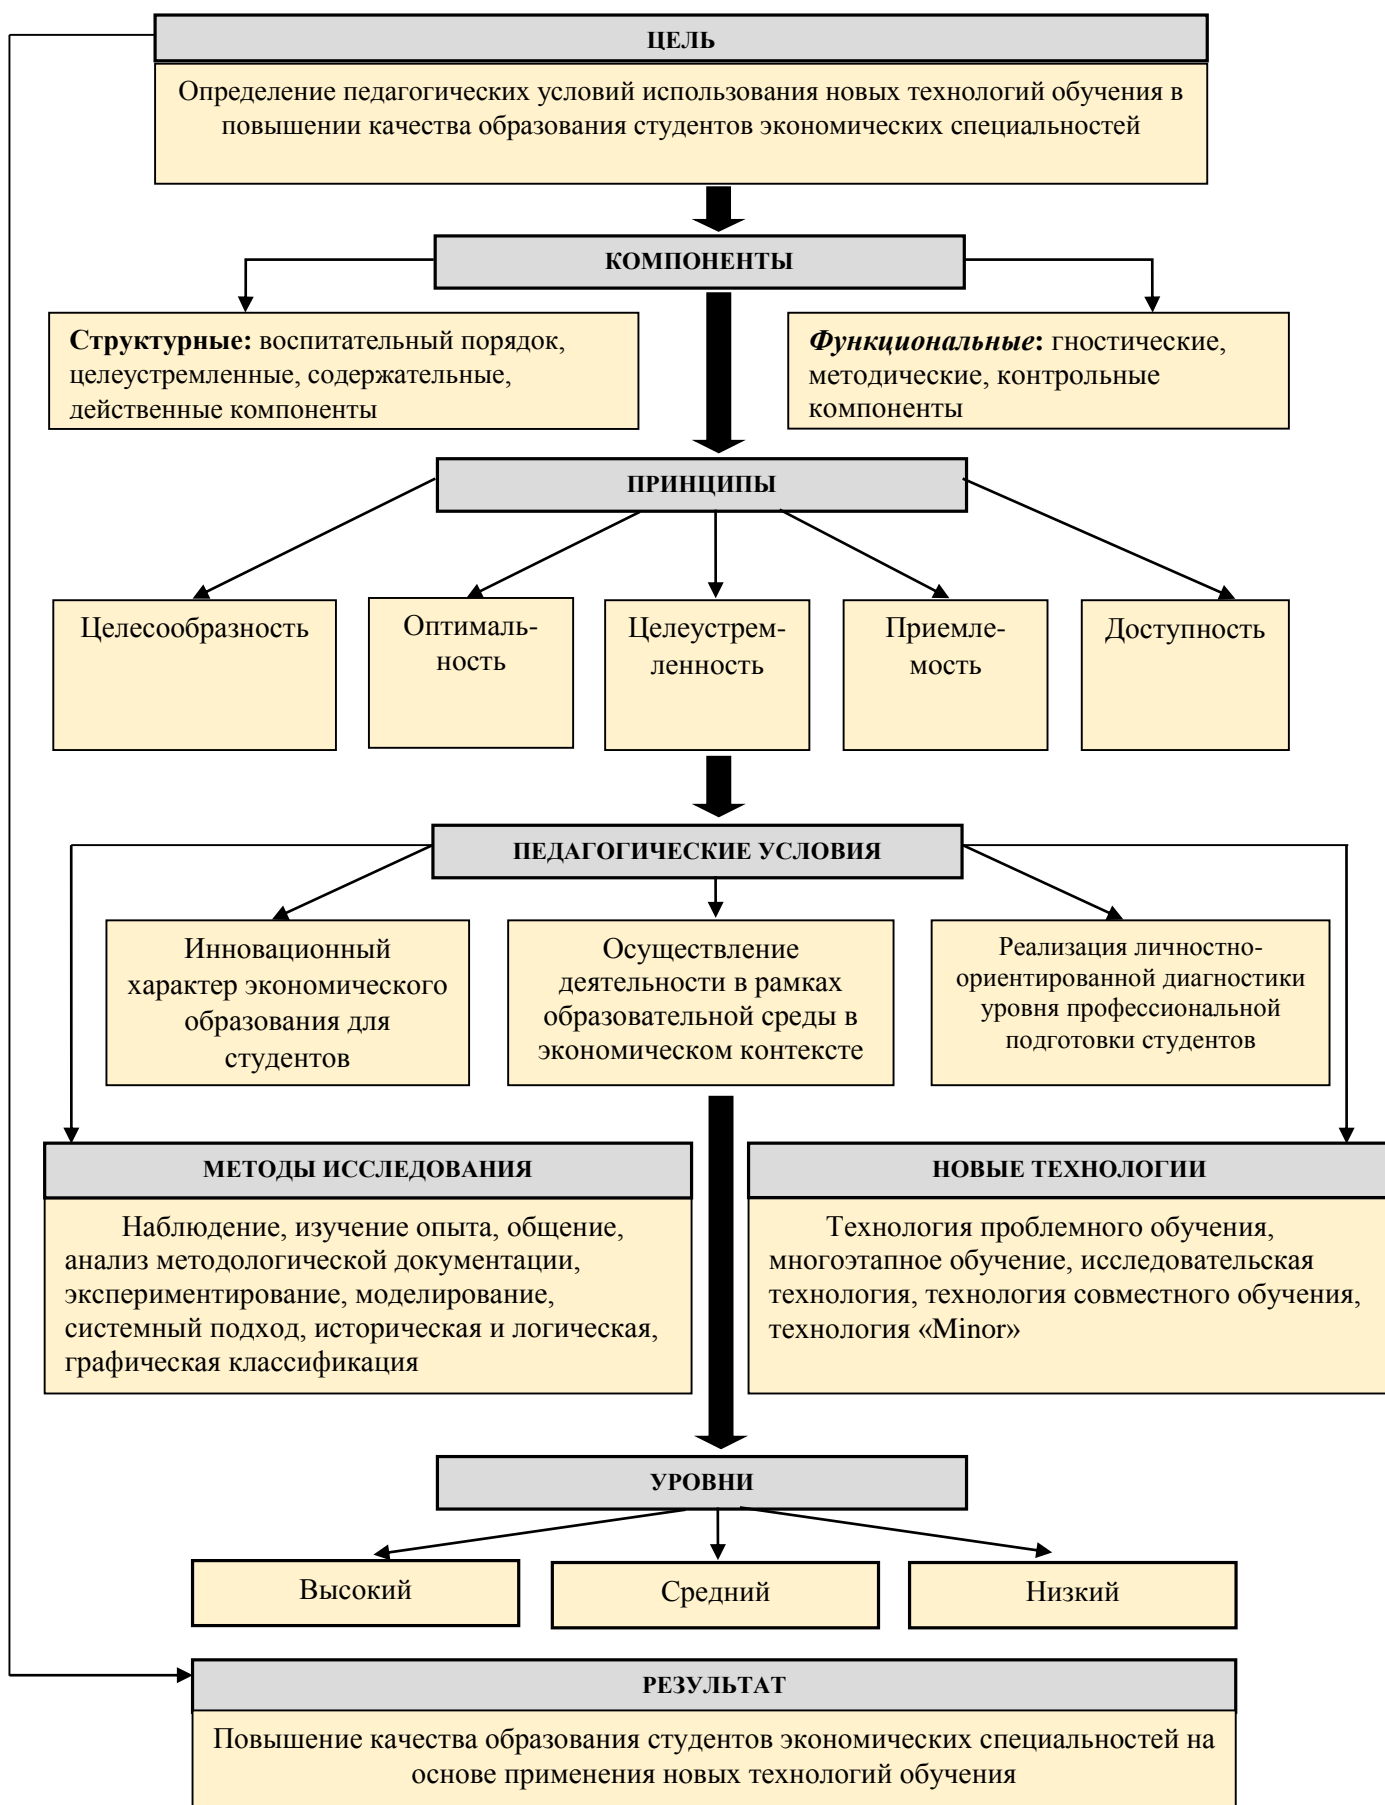 ЦЕЛЬ
Определение педагогических условий использования новых технологий обучения в
повышении качества образования студентов экономических специальностей
КОМПОНЕНТЫ
Структурные: воспитательный порядок,
целеустремленные, содержательные,
действенные компоненты
Функциональные: гностические,
методические, контрольные
компоненты
ПРИНЦИПЫ
Целесообразность
Оптималь-
ность
Целеустрем-
ленность
Приемле-
мость
Доступность
ПЕДАГОГИЧЕСКИЕ УСЛОВИЯ
Инновационный
характер экономического
образования для
студентов
Осуществление
деятельности в рамках
образовательной среды в
экономическом контексте
Реализация личностно-
ориентированной диагностики
уровня профессиональной
подготовки студентов
МЕТОДЫ ИССЛЕДОВАНИЯ
Наблюдение, изучение опыта, общение,
анализ методологической документации,
экспериментирование, моделирование,
системный подход, историческая и логическая,
графическая классификация
НОВЫЕ ТЕХНОЛОГИИ
Технология проблемного обучения,
многоэтапное обучение, исследовательская
технология, технология совместного обучения,
технология «Minor»
УРОВНИ
Высокий
Средний
Низкий
РЕЗУЛЬТАТ
Повышение качества образования студентов экономических специальностей на
основе применения новых технологий обучения